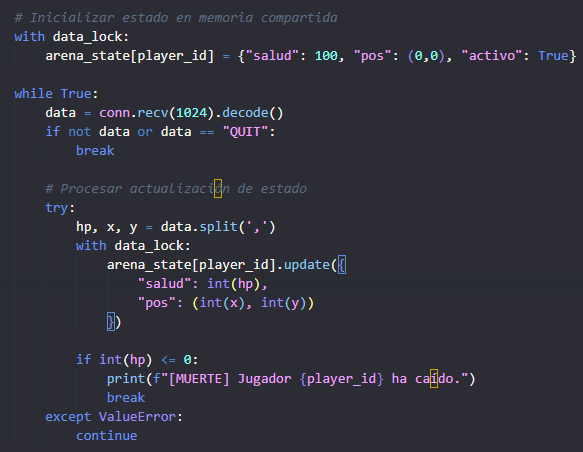 # Inicializar estado en memoria compartida
with data_lock:
    arena_state[player_id] = {"salud": 100, "pos": (0,0), "activo": True}

while True:
    data = conn.recv(1024).decode()
    if not data or data == "QUIT":
        break

    # Procesar actualización de estado
    try:
        hp, x, y = data.split(',')
        with data_lock:
            arena_state[player_id].update({
                "salud": int(hp),
                "pos": (int(x), int(y))
            })

        if int(hp) <= 0:
            print(f"[MUERTE] Jugador {player_id} ha caído.")
            break
    except ValueError:
        continue